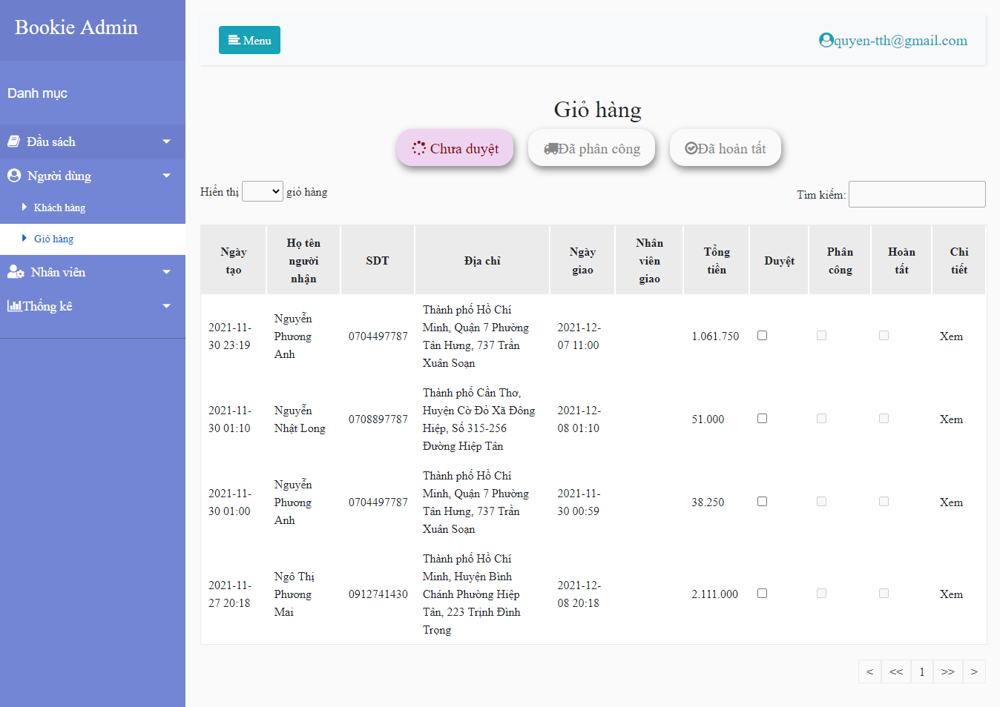 Bookie Admin
Menu
quyen-tth@gmail.com
Danh mục
Đầu sách
Người dùng
Khách hàng
Giỏ hàng
Nhân viên
Thống kê
Giỏ hàng
Chưa duyệt
Đã phân công
Đã hoàn tất
Hiển thị giỏ hàng
Tìm kiếm:
Ngày
tạo
Họ tên
người
nhận
SDT
Địa chỉ
Ngày
giao
Nhân
viên
giao
Tổng
tiền
Duyệt
Phân
công
Hoàn
tất
Chi
tiết
2021-11-
30 23:19
Nguyễn
Phương
Anh
0704497787
Thành phố Hồ Chí
Minh, Quận 7 Phường
Tân Hưng, 737 Trần
Xuân Soạn
2021-12-
07 11:00
1.061.750
Xem
2021-11-
30 01:10
Nguyễn
Nhật Long
0708897787
Thành phố Cần Thơ,
Huyện Cờ Đỏ Xã Đông
Hiệp, Số 315-256
Đường Hiệp Tân
2021-12-
08 01:10
51.000
Xem
2021-11-
30 01:00
Nguyễn
Phương
Anh
0704497787
Thành phố Hồ Chí
Minh, Quận 7 Phường
Tân Hưng, 737 Trần
Xuân Soạn
2021-11-
30 00:59
38.250
Xem
2021-11-
27 20:18
Ngô Thị
Phương
Mai
0912741430
Thành phố Hồ Chí
Minh, Huyện Bình
Chánh Phường Hiệp
Tân, 223 Trịnh Đình
Trọng
2021-12-
08 20:18
2.111.000
Xem
< << 1 >> >